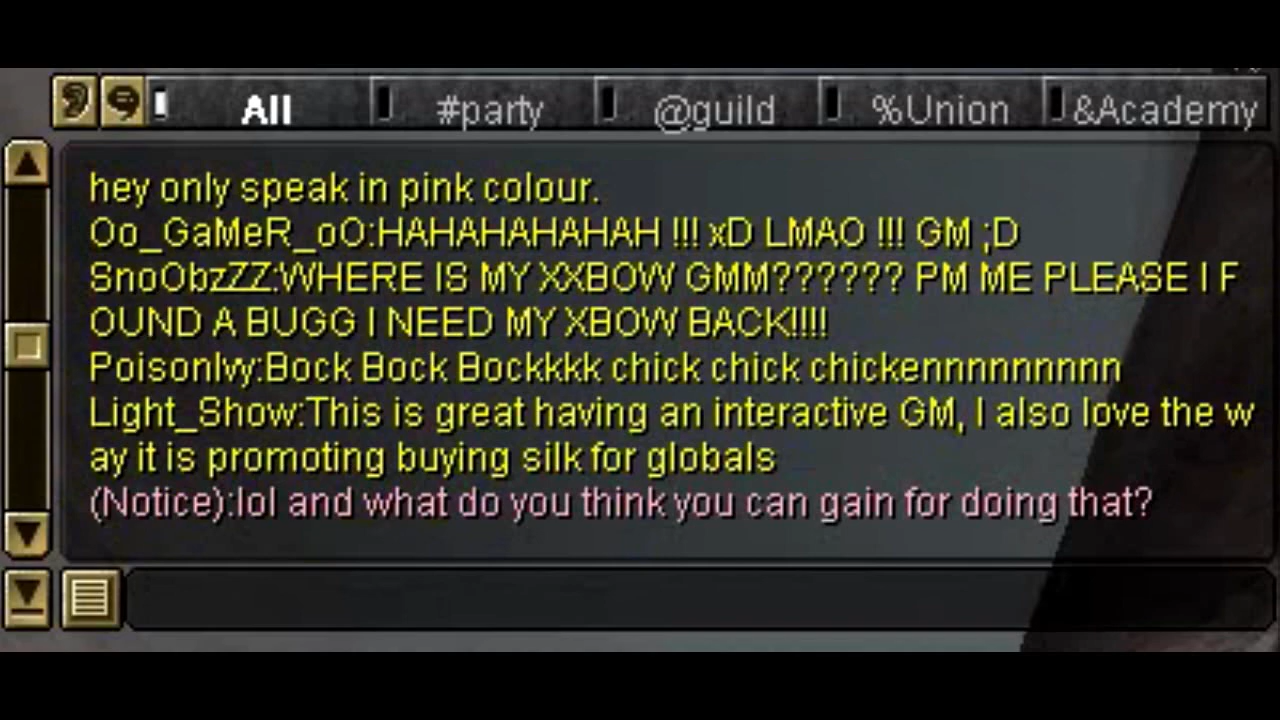 All #party @guild %Union &Academy
hey only speak in pink colour.
Oo_GaMeR_oO:HAHAHAHAHAH !!! xD LMAO !!! GM ;D
SnoObzZZ:WHERE IS MY XXBOW GMM?????? PM ME PLEASE I F
OUND A BUGG I NEED MY XBOW BACK!!!!
PoisonIvy:Bock Bock Bockkkk chick chick chickennnnnnnnnn
Light_Show:This is great having an interactive GM, I also love the w
ay it is promoting buying silk for globals
(Notice):lol and what do you think you can gain for doing that?